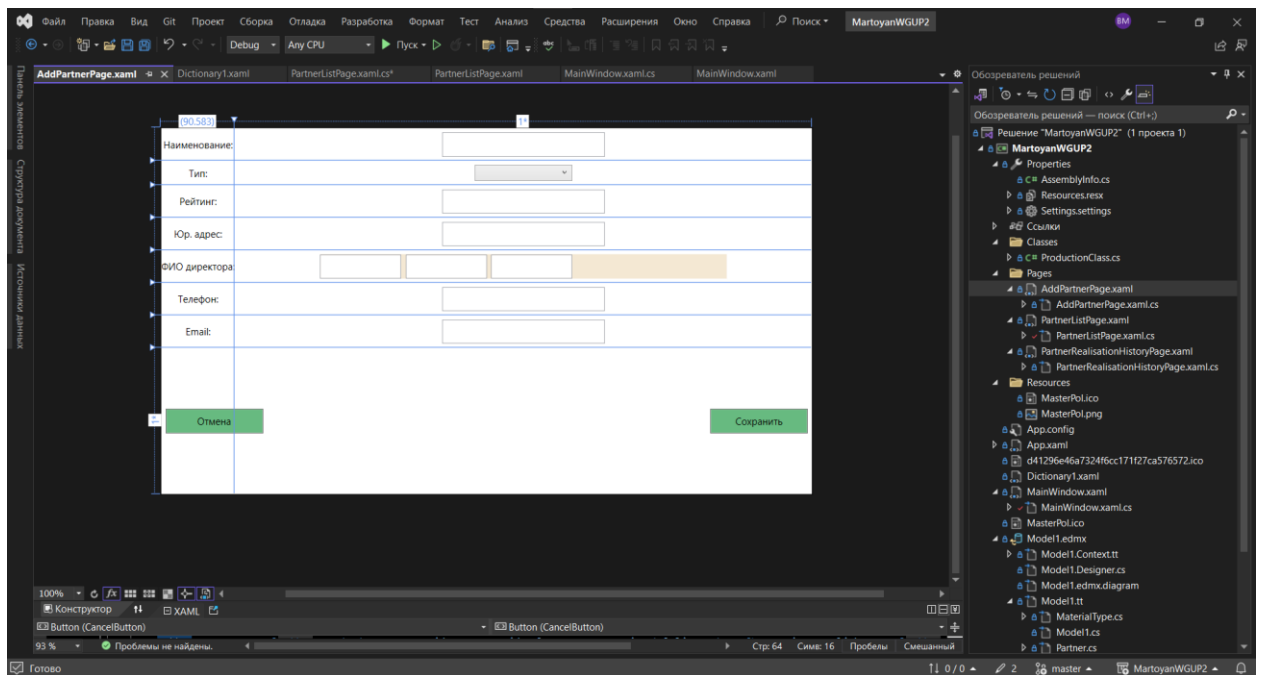 Файл Правка Вид Git Проект Сборка Отладка Разработка Формат Тест Анализ Средства Расширения Окно Справка Поиск MartoyanWGUP2 BM
Debug Any CPU Пуск
AddPartnerPage.xaml Dictionary1.xaml PartnerListPage.xaml.cs* PartnerListPage.xaml MainWindow.xaml.cs MainWindow.xaml
Панель элементов
Структура документа
Источники данных
(90.583) 1*
Наименование:
Тип:
Рейтинг:
Юр. адрес:
ФИО директора:
Телефон:
Email:
1*
Отмена Сохранить
100% fx
Конструктор XAML
Button (CancelButton) Button (CancelButton)
93 % Проблемы не найдены. Стр: 64 Симв: 16 Пробелы Смешанный
Обозреватель решений
Обозреватель решений — поиск (Ctrl+;)
Решение "MartoyanWGUP2" (1 проекта 1)
MartoyanWGUP2
Properties
C# AssemblyInfo.cs
Resources.resx
Settings.settings
Ссылки
Classes
C# ProductionClass.cs
Pages
AddPartnerPage.xaml
AddPartnerPage.xaml.cs
PartnerListPage.xaml
PartnerListPage.xaml.cs
PartnerRealisationHistoryPage.xaml
PartnerRealisationHistoryPage.xaml.cs
Resources
MasterPol.ico
MasterPol.png
App.config
App.xaml
d41296e46a7324f6cc171f27ca576572.ico
Dictionary1.xaml
MainWindow.xaml
MainWindow.xaml.cs
MasterPol.ico
Model1.edmx
Model1.Context.tt
Model1.Designer.cs
Model1.edmx.diagram
Model1.tt
MaterialType.cs
Model1.cs
Partner.cs
Готово 0 / 0 2 master MartoyanWGUP2